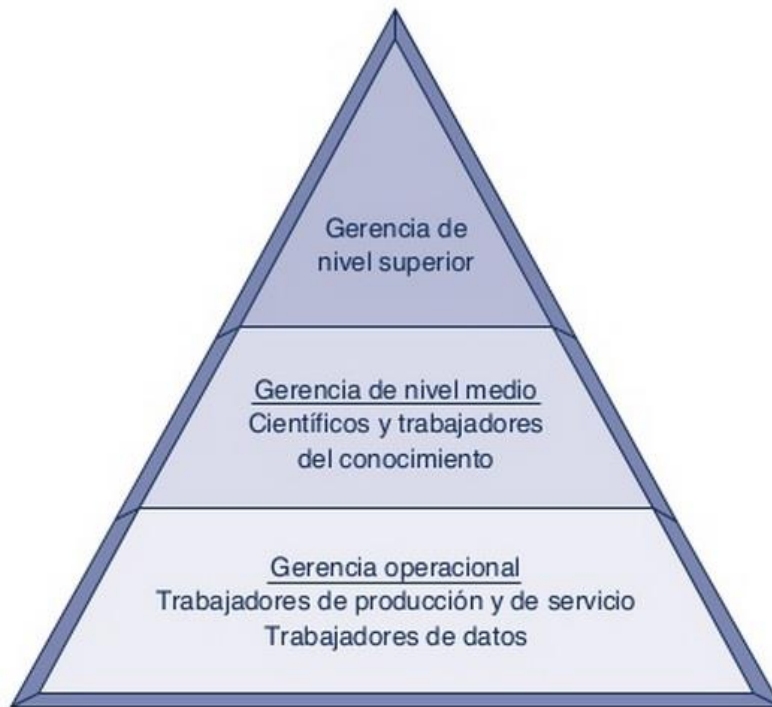 Gerencia de
nivel superior
Gerencia de nivel medio
Científicos y trabajadores
del conocimiento
Gerencia operacional
Trabajadores de producción y de servicio
Trabajadores de datos